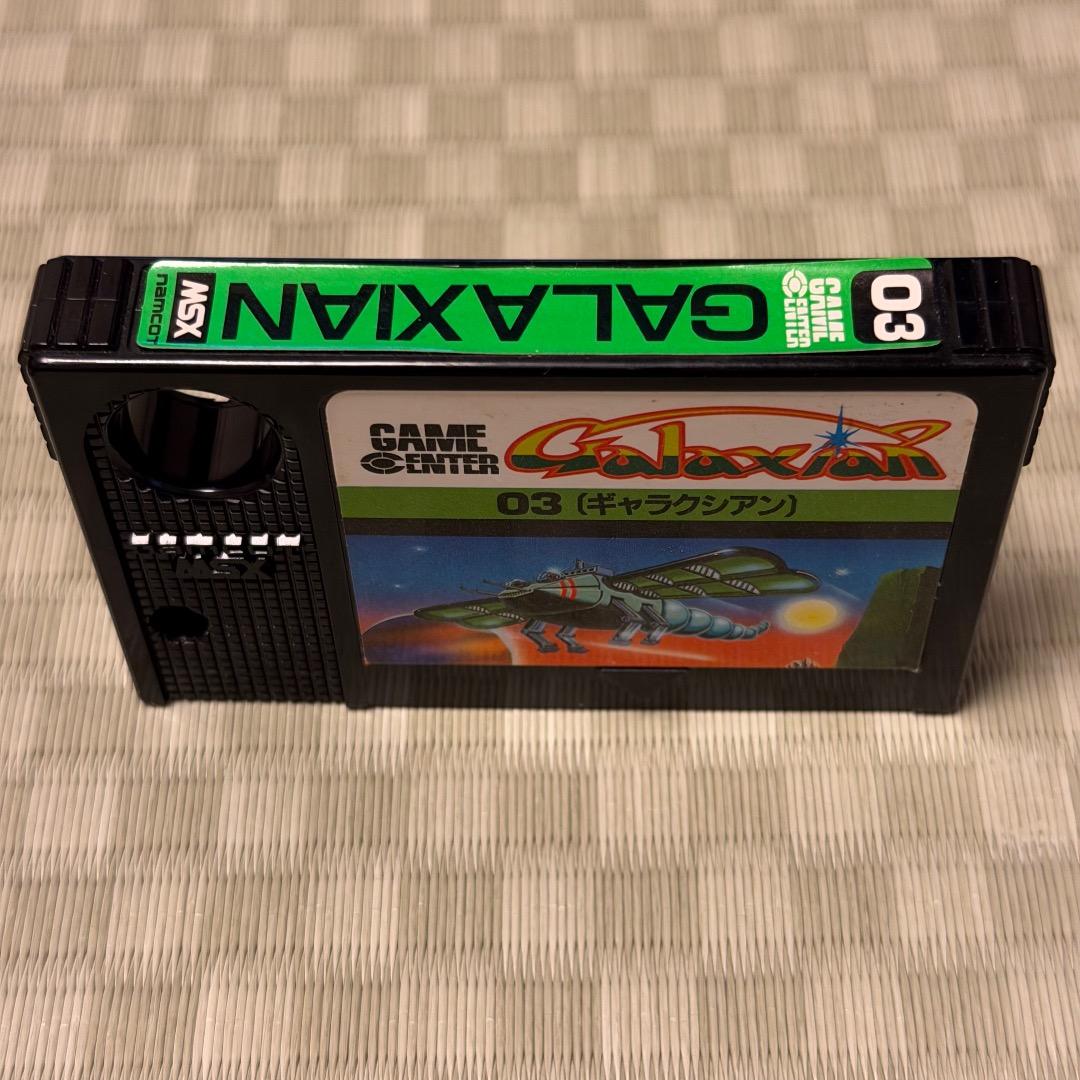 03
GAME
CENTER
GALAXIAN
MSX
namcot
GAME
CENTER
Galaxian
03 (ギャラクシアン)
MSX